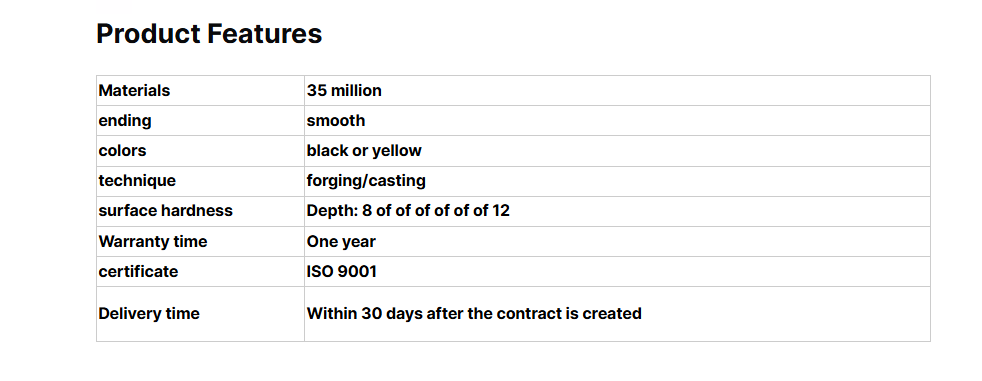 Product Features
Materials 35 million
ending smooth
colors black or yellow
technique forging/casting
surface hardness Depth: 8 of of of of of of 12
Warranty time One year
certificate ISO 9001
Delivery time Within 30 days after the contract is created